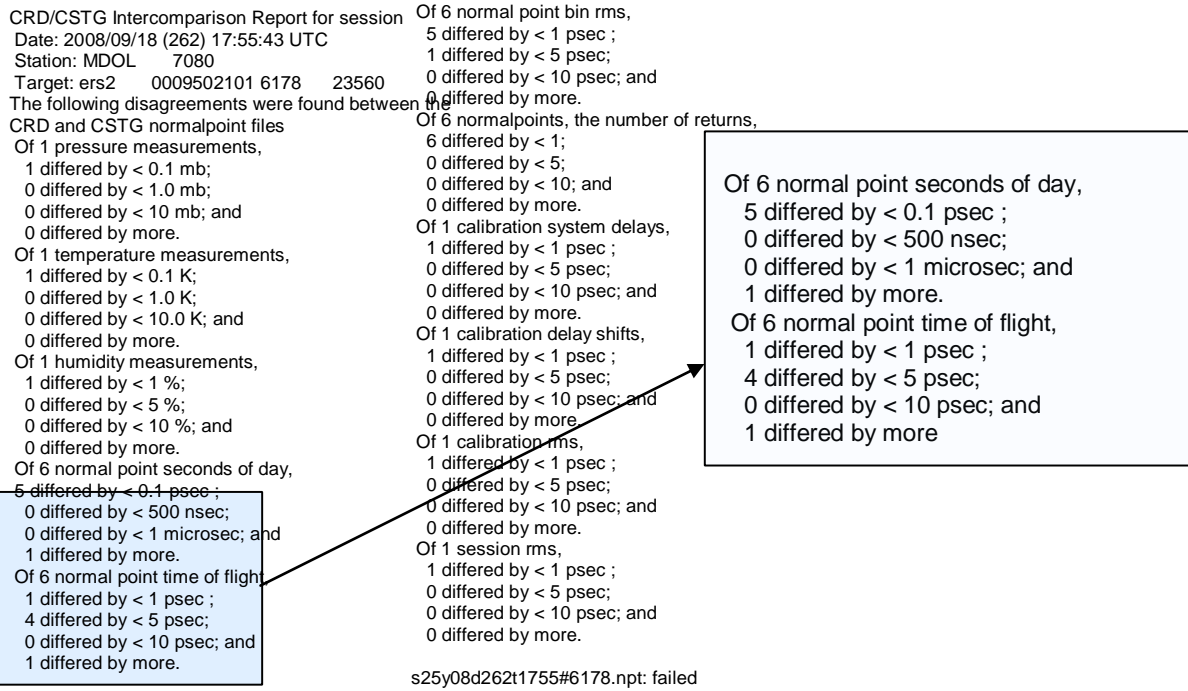 CRD/CSTG Intercomparison Report for session
Date: 2008/09/18 (262) 17:55:43 UTC
Station: MDOL 7080
Target: ers2 0009502101 6178 23560
The following disagreements were found between the
CRD and CSTG normalpoint files
Of 1 pressure measurements,
1 differed by < 0.1 mb;
0 differed by < 1.0 mb;
0 differed by < 10 mb; and
0 differed by more.
Of 1 temperature measurements,
1 differed by < 0.1 K;
0 differed by < 1.0 K;
0 differed by < 10.0 K; and
0 differed by more.
Of 1 humidity measurements,
1 differed by < 1 %;
0 differed by < 5 %;
0 differed by < 10 %; and
0 differed by more.
Of 6 normal point seconds of day,
5 differed by < 0.1 psec ;
0 differed by < 500 nsec;
0 differed by < 1 microsec; and
1 differed by more.
Of 6 normal point time of flight,
1 differed by < 1 psec ;
4 differed by < 5 psec;
0 differed by < 10 psec; and
1 differed by more.
Of 6 normal point bin rms,
5 differed by < 1 psec ;
1 differed by < 5 psec;
0 differed by < 10 psec; and
0 differed by more.
Of 6 normalpoints, the number of returns,
6 differed by < 1;
0 differed by < 5;
0 differed by < 10; and
0 differed by more.
Of 1 calibration system delays,
1 differed by < 1 psec ;
0 differed by < 5 psec;
0 differed by < 10 psec; and
0 differed by more.
Of 1 calibration delay shifts,
1 differed by < 1 psec ;
0 differed by < 5 psec;
0 differed by < 10 psec; and
0 differed by more.
Of 1 calibration rms,
1 differed by < 1 psec ;
0 differed by < 5 psec;
0 differed by < 10 psec; and
0 differed by more.
Of 1 session rms,
1 differed by < 1 psec ;
0 differed by < 5 psec;
0 differed by < 10 psec; and
0 differed by more.
s25y08d262t1755#6178.npt: failed
Of 6 normal point seconds of day,
5 differed by < 0.1 psec ;
0 differed by < 500 nsec;
0 differed by < 1 microsec; and
1 differed by more.
Of 6 normal point time of flight,
1 differed by < 1 psec ;
4 differed by < 5 psec;
0 differed by < 10 psec; and
1 differed by more